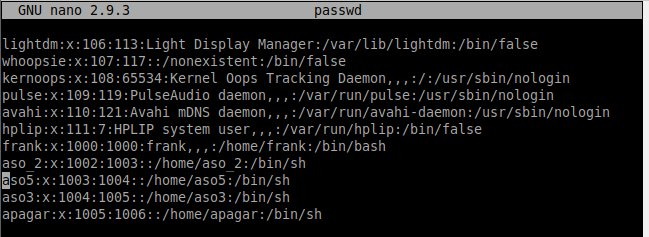 GNU nano 2.9.3 passwd
lightdm:x:106:113:Light Display Manager:/var/lib/lightdm:/bin/false
whoopsie:x:107:117::/nonexistent:/bin/false
kernoops:x:108:65534:Kernel Oops Tracking Daemon,,,:/:/usr/sbin/nologin
pulse:x:109:119:PulseAudio daemon,,,:/var/run/pulse:/usr/sbin/nologin
avahi:x:110:121:Avahi mDNS daemon,,,:/var/run/avahi-daemon:/usr/sbin/nologin
hplip:x:111:7:HPLIP system user,,,:/var/run/hplip:/bin/false
frank:x:1000:1000:frank,,,:/home/frank:/bin/bash
aso_2:x:1002:1003::/home/aso_2:/bin/sh
aso5:x:1003:1004::/home/aso5:/bin/sh
aso3:x:1004:1005::/home/aso3:/bin/sh
apagar:x:1005:1006::/home/apagar:/bin/sh